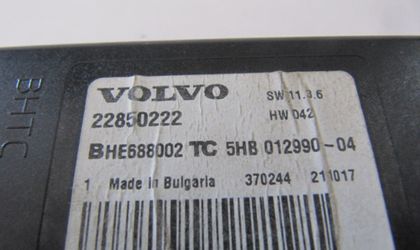 BHTC
VOLVO SW 11.3.6
22850222 HW 042
BHE688002 TC 5HB 012990-04
1 Made in Bulgaria 370244 211017